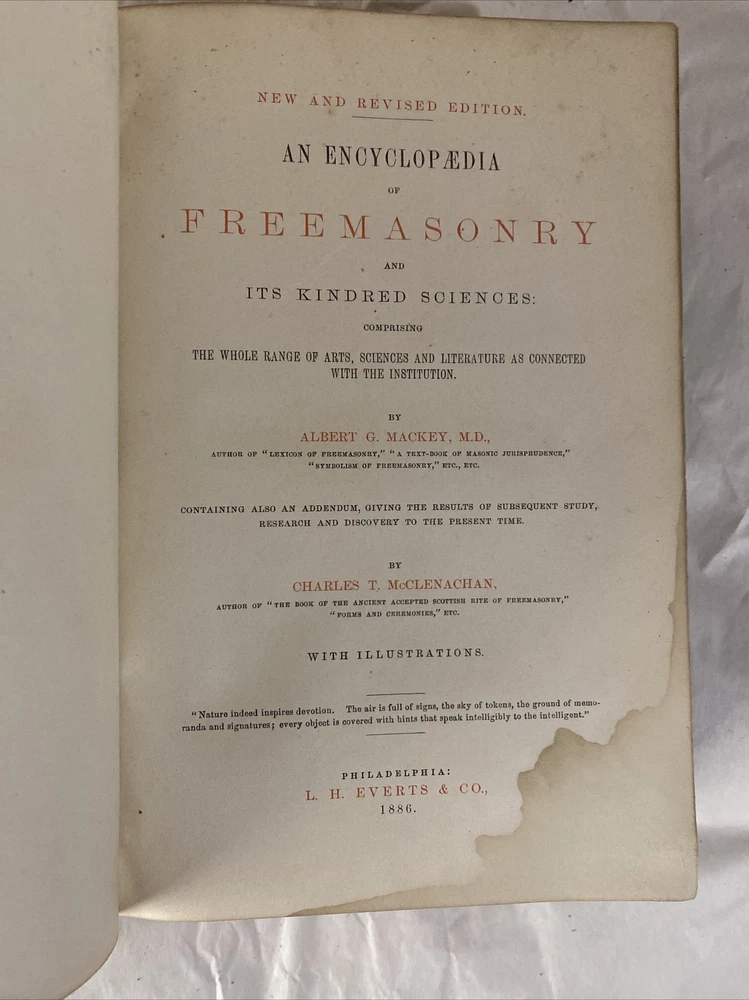 NEW AND REVISED EDITION.
AN ENCYCLOPÆDIA
OF
FREEMASONRY
AND
ITS KINDRED SCIENCES:
COMPRISING
THE WHOLE RANGE OF ARTS, SCIENCES AND LITERATURE AS CONNECTED
WITH THE INSTITUTION.
BY
ALBERT G. MACKEY, M.D.,
AUTHOR OF "LEXICON OF FREEMASONRY," "A TEXT-BOOK OF MASONIC JURISPRUDENCE,"
"SYMBOLISM OF FREEMASONRY," ETC., ETC.
CONTAINING ALSO AN ADDENDUM, GIVING THE RESULTS OF SUBSEQUENT STUDY,
RESEARCH AND DISCOVERY TO THE PRESENT TIME.
BY
CHARLES T. McCLENACHAN,
AUTHOR OF "THE BOOK OF THE ANCIENT ACCEPTED SCOTTISH RITE OF FREEMASONRY,"
"FORMS AND CEREMONIES," ETC.
WITH ILLUSTRATIONS.
"Nature indeed inspires devotion. The air is full of signs, the sky of tokens, the ground of memo-
randa and signatures; every object is covered with hints that speak intelligibly to the intelligent."
PHILADELPHIA:
L. H. EVERTS & CO.,
1886.